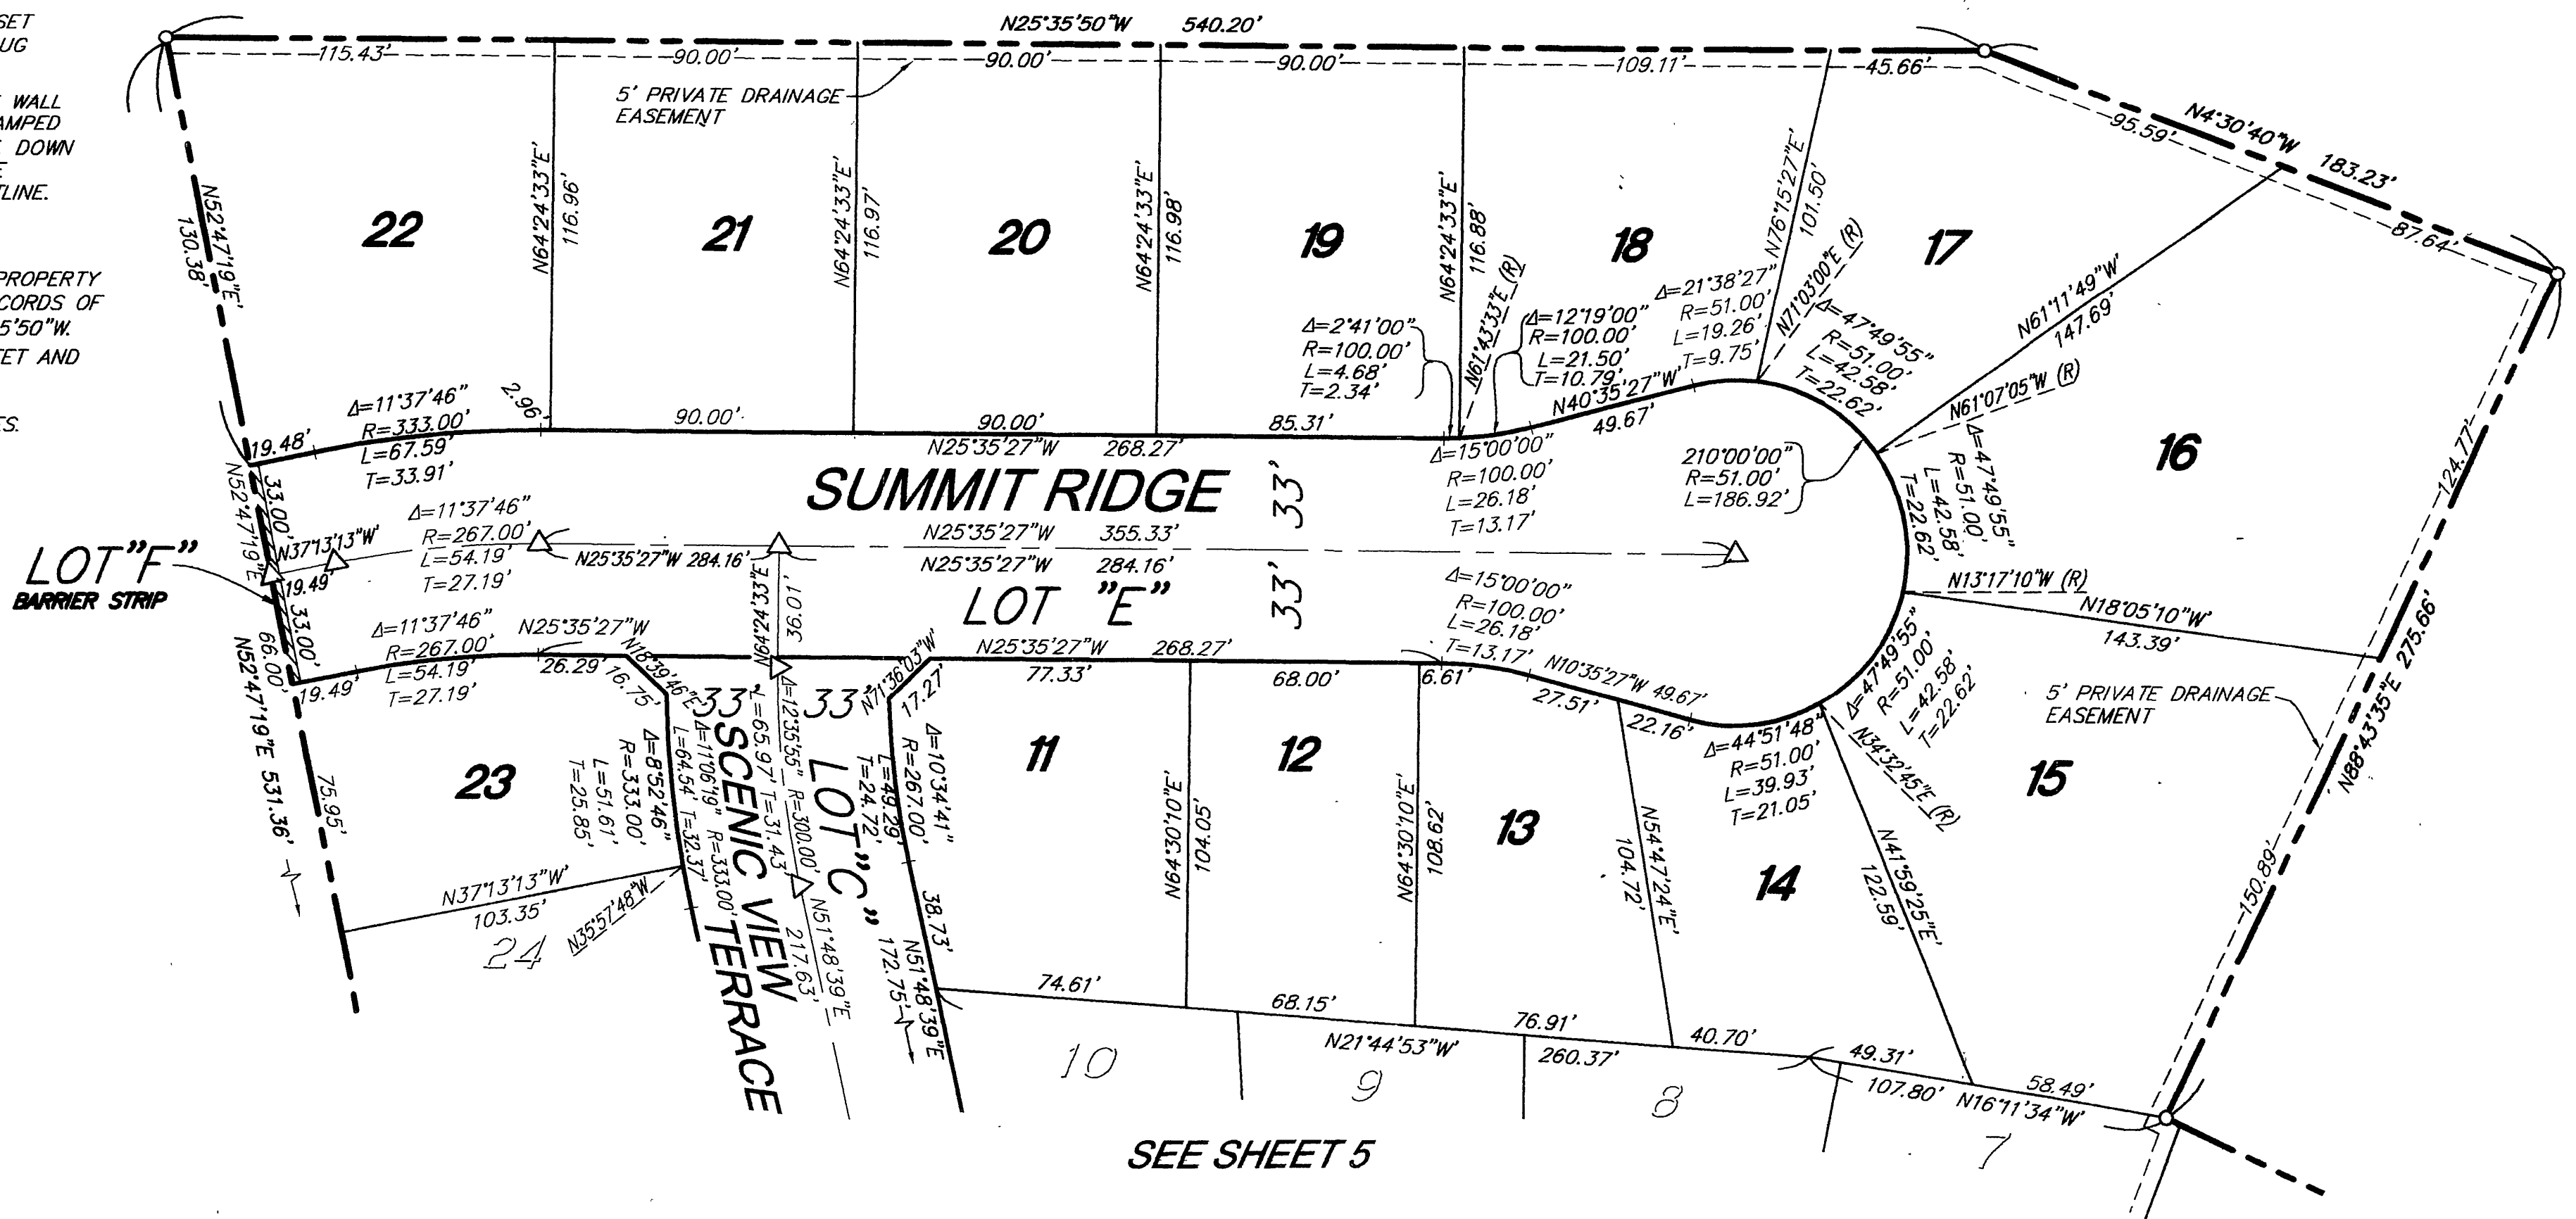 SET
UG
WALL
AMPED
DOWN
TLINE.
PROPERTY
CORDS OF
5'50"W.
EET AND
ES.
N25°35'50"W 540.20'
115.43'
90.00'
90.00'
90.00'
109.11'
45.66'
5' PRIVATE DRAINAGE
EASEMENT
N4°30'40"W 183.23'
95.59'
87.64'
N52°47'19"E
130.38'
22
N64°24'33"E
116.96'
21
N64°24'33"E
116.97'
20
N64°24'33"E
116.98'
19
N64°24'33"E
116.88'
N61°43'33"E (R)
18
N76°15'27"E
101.50'
N71°03'00"E (R)
17
N61°11'49"W
147.69'
N61°07'05"W (R)
16
124.77'
N88°43'35"E 275.66'
Δ=2°41'00"
R=100.00'
L=4.68'
T=2.34'
Δ=12°19'00"
R=100.00'
L=21.50'
T=10.79'
Δ=21°38'27"
R=51.00'
L=19.26'
T=9.75'
Δ=47°49'55"
R=51.00'
L=42.58'
T=22.62'
N40°35'27"W
49.67'
Δ=11°37'46"
R=333.00'
L=67.59'
T=33.91'
19.48'
2.96'
90.00'
90.00'
85.31'
N25°35'27"W 268.27'
SUMMIT RIDGE
33'
33'
Δ=15°00'00"
R=100.00'
L=26.18'
T=13.17'
210°00'00"
R=51.00'
L=186.92'
Δ=47°49'55"
R=51.00'
L=42.58'
T=22.62'
N13°17'10"W (R)
N18°05'10"W
143.39'
LOT "F"
BARRIER STRIP
33.00'
N52°47'19"E
33.00'
66.00'
N37°13'13"W
19.49'
Δ=11°37'46"
R=267.00'
L=54.19'
T=27.19'
N25°35'27"W 284.16'
N25°35'27"W 355.33'
N25°35'27"W 284.16'
LOT "E"
N64°24'33"E
36.01'
Δ=15°00'00"
R=100.00'
L=26.18'
T=13.17'
19.49'
Δ=11°37'46"
R=267.00'
L=54.19'
T=27.19'
N25°35'27"W
26.29'
N18°39'46"E
16.75'
33'
33'
N71°36'03"W
17.27'
N25°35'27"W 268.27'
77.33'
68.00'
6.61'
N10°35'27"W 49.67'
27.51'
22.16'
Δ=44°51'48"
R=51.00'
L=39.93'
T=21.05'
Δ=47°49'55"
R=51.00'
L=42.58'
T=22.62'
N34°32'45"E (R)
5' PRIVATE DRAINAGE
EASEMENT
15
150.89'
N52°47'19"E 531.36'
75.95'
23
Δ=8°52'46"
R=333.00'
L=51.61'
T=25.85'
Δ=11°06'19" R=333.00'
L=64.54' T=32.37'
SCENIC VIEW
TERRACE
Δ=12°35'55" R=300.00'
L=65.97' T=31.43'
LOT "C"
Δ=10°34'41"
R=267.00'
L=49.29'
T=24.72'
N37°13'13"W
103.35'
N35°57'48"W
24
N51°48'39"E
217.63'
38.73'
N51°48'39"E
172.75'
11
N64°30'10"E
104.05'
12
N64°30'10"E
108.62'
13
N54°47'24"E
104.72'
14
N41°59'25"E
122.59'
74.61'
68.15'
76.91'
40.70'
N21°44'53"W 260.37'
49.31'
58.49'
107.80' N16°11'34"W
10
9
8
7
SEE SHEET 5